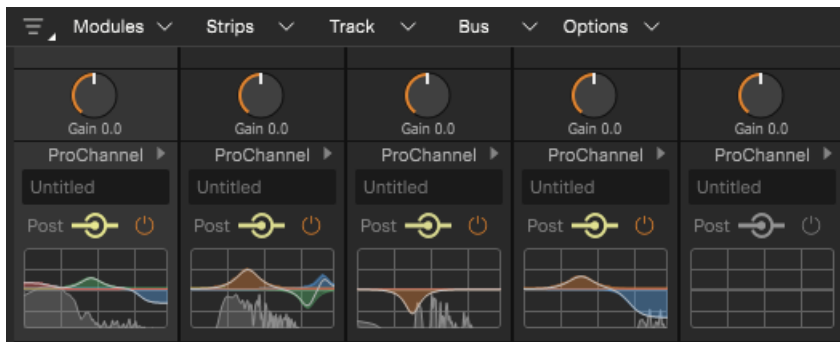 Modules Strips Track Bus Options
Gain 0.0 Gain 0.0 Gain 0.0 Gain 0.0 Gain 0.0
ProChannel ProChannel ProChannel ProChannel ProChannel
Untitled Untitled Untitled Untitled Untitled
Post Post Post Post Post